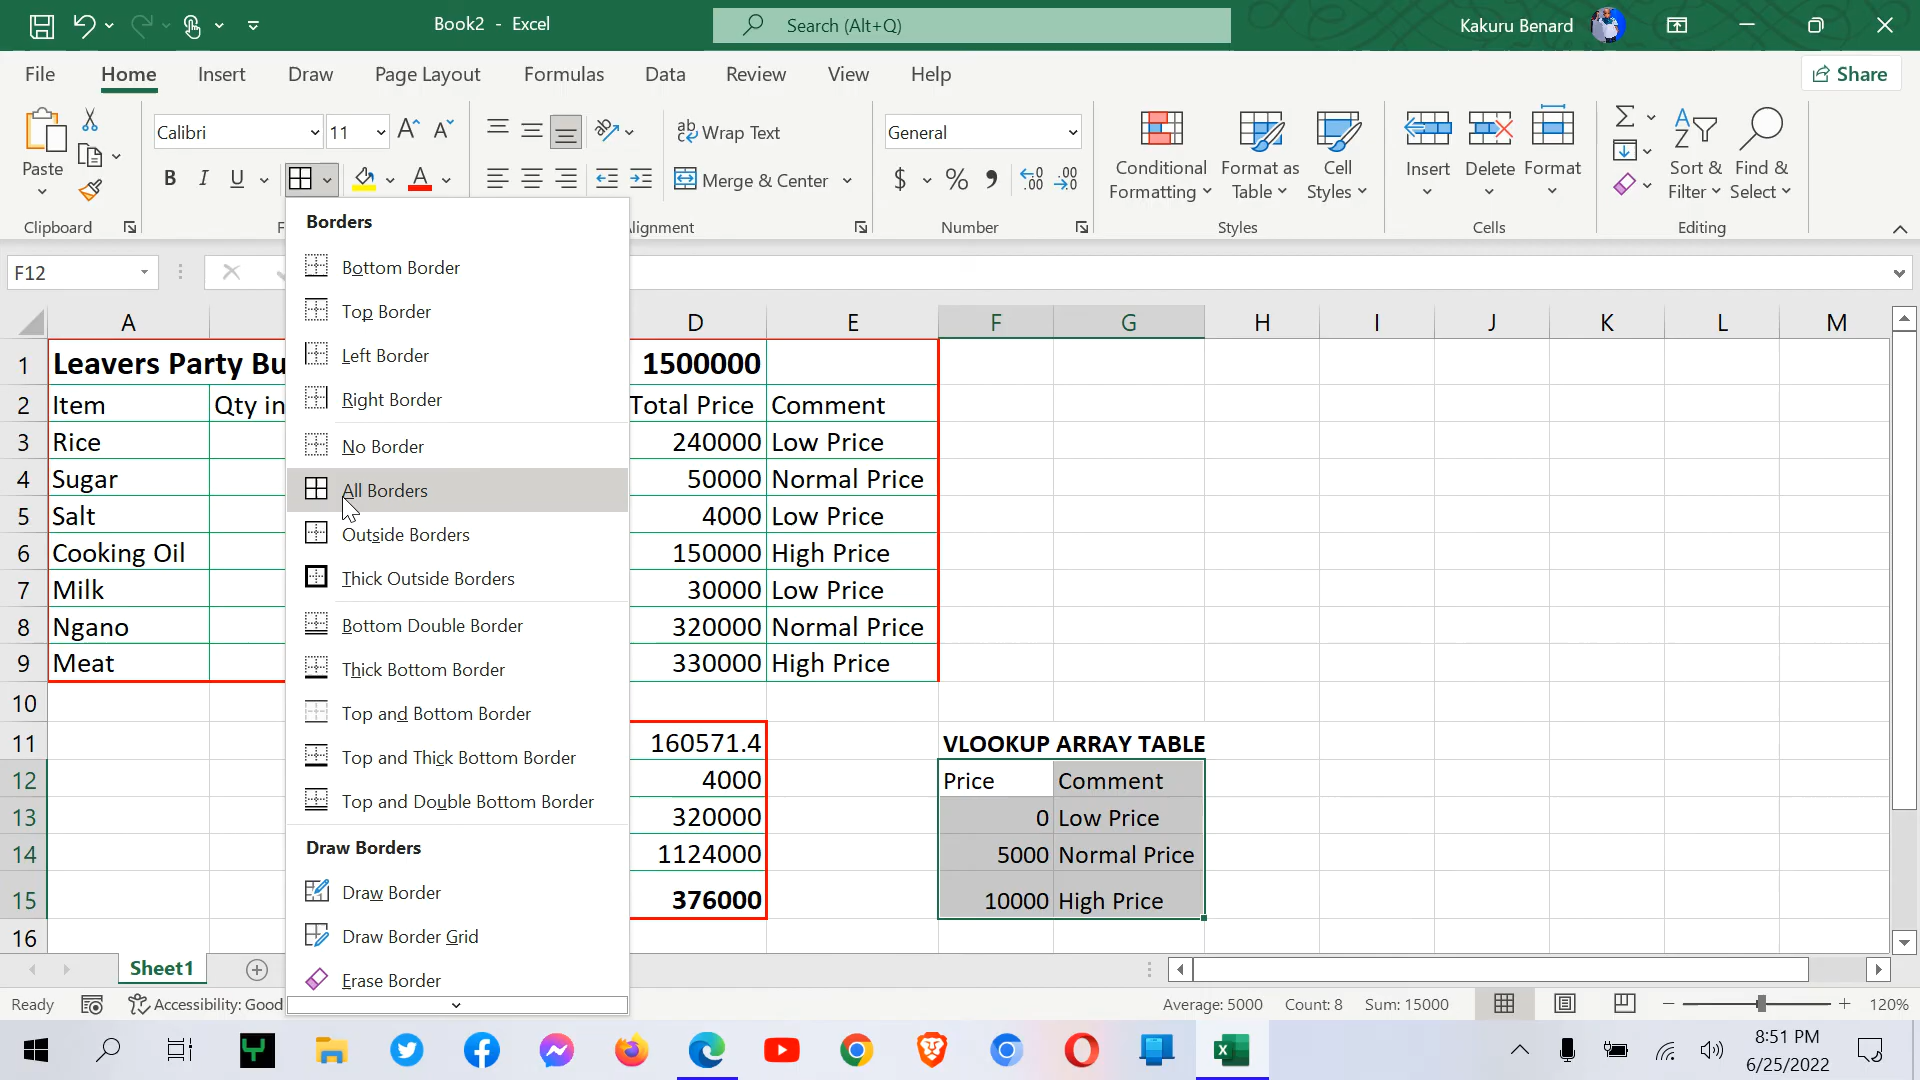 Book2 - Excel
Search (Alt+Q)
Kakuru Benard
File Home Insert Draw Page Layout Formulas Data Review View Help
Share
Calibri 11
Wrap Text
General
Paste
B I U
Merge & Center
$ %
Conditional Formatting
Format as Table
Cell Styles
Insert Delete Format
Sort & Filter
Find & Select
Clipboard
Number
Styles
Cells
Editing
F12
Borders
Bottom Border
Top Border
Left Border
Right Border
No Border
All Borders
Outside Borders
Thick Outside Borders
Bottom Double Border
Thick Bottom Border
Top and Bottom Border
Top and Thick Bottom Border
Top and Double Bottom Border
Draw Borders
Draw Border
Draw Border Grid
Erase Border
A D E F G H I J K L M
1 Leavers Party Bu 1500000
2 Item Qty in Total Price Comment
3 Rice 240000 Low Price
4 Sugar 50000 Normal Price
5 Salt 4000 Low Price
6 Cooking Oil 150000 High Price
7 Milk 30000 Low Price
8 Ngano 320000 Normal Price
9 Meat 330000 High Price
10
11 160571.4 VLOOKUP ARRAY TABLE
12 4000 Price Comment
13 320000 0 Low Price
14 1124000 5000 Normal Price
15 376000 10000 High Price
16
Sheet1
Ready Accessibility: Good Average: 5000 Count: 8 Sum: 15000 120%
8:51 PM
6/25/2022